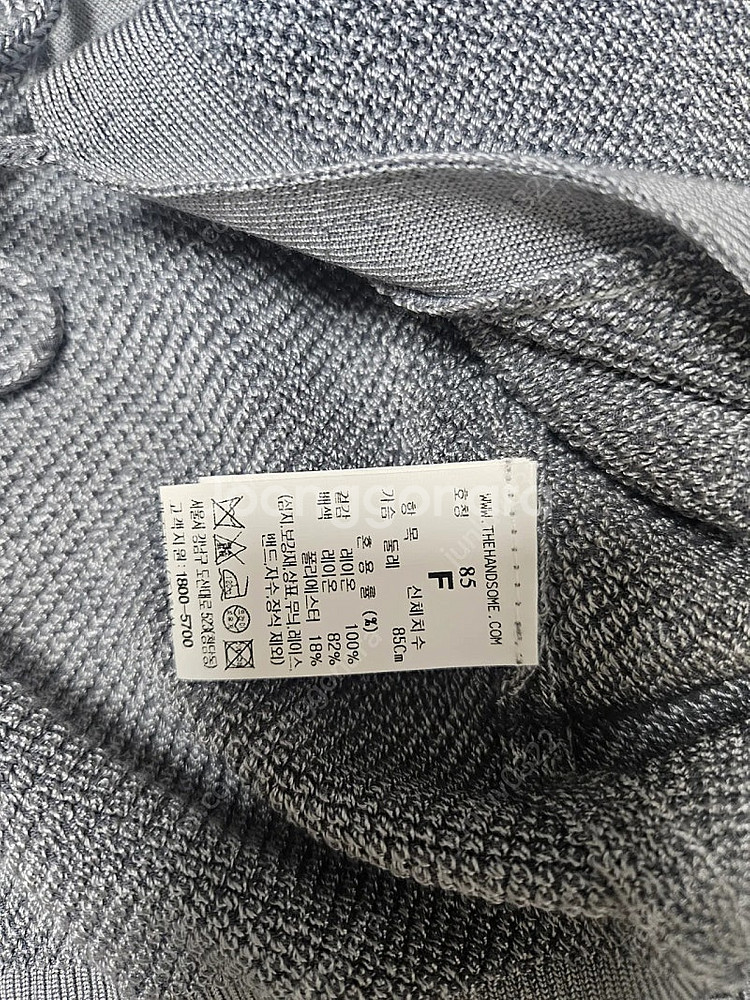 WWW.THEHANDSOME.COM
호칭 85
F
항 목 신체치수
가슴 둘레 85Cm
혼 용 률 (%)
겉감 레이온 100%
배색 레이온 82%
폴리에스터 18%
(심지.보강재.상표.무늬.레이스
밴드.자수.장식 제외)
고객지원 : 1800-5700